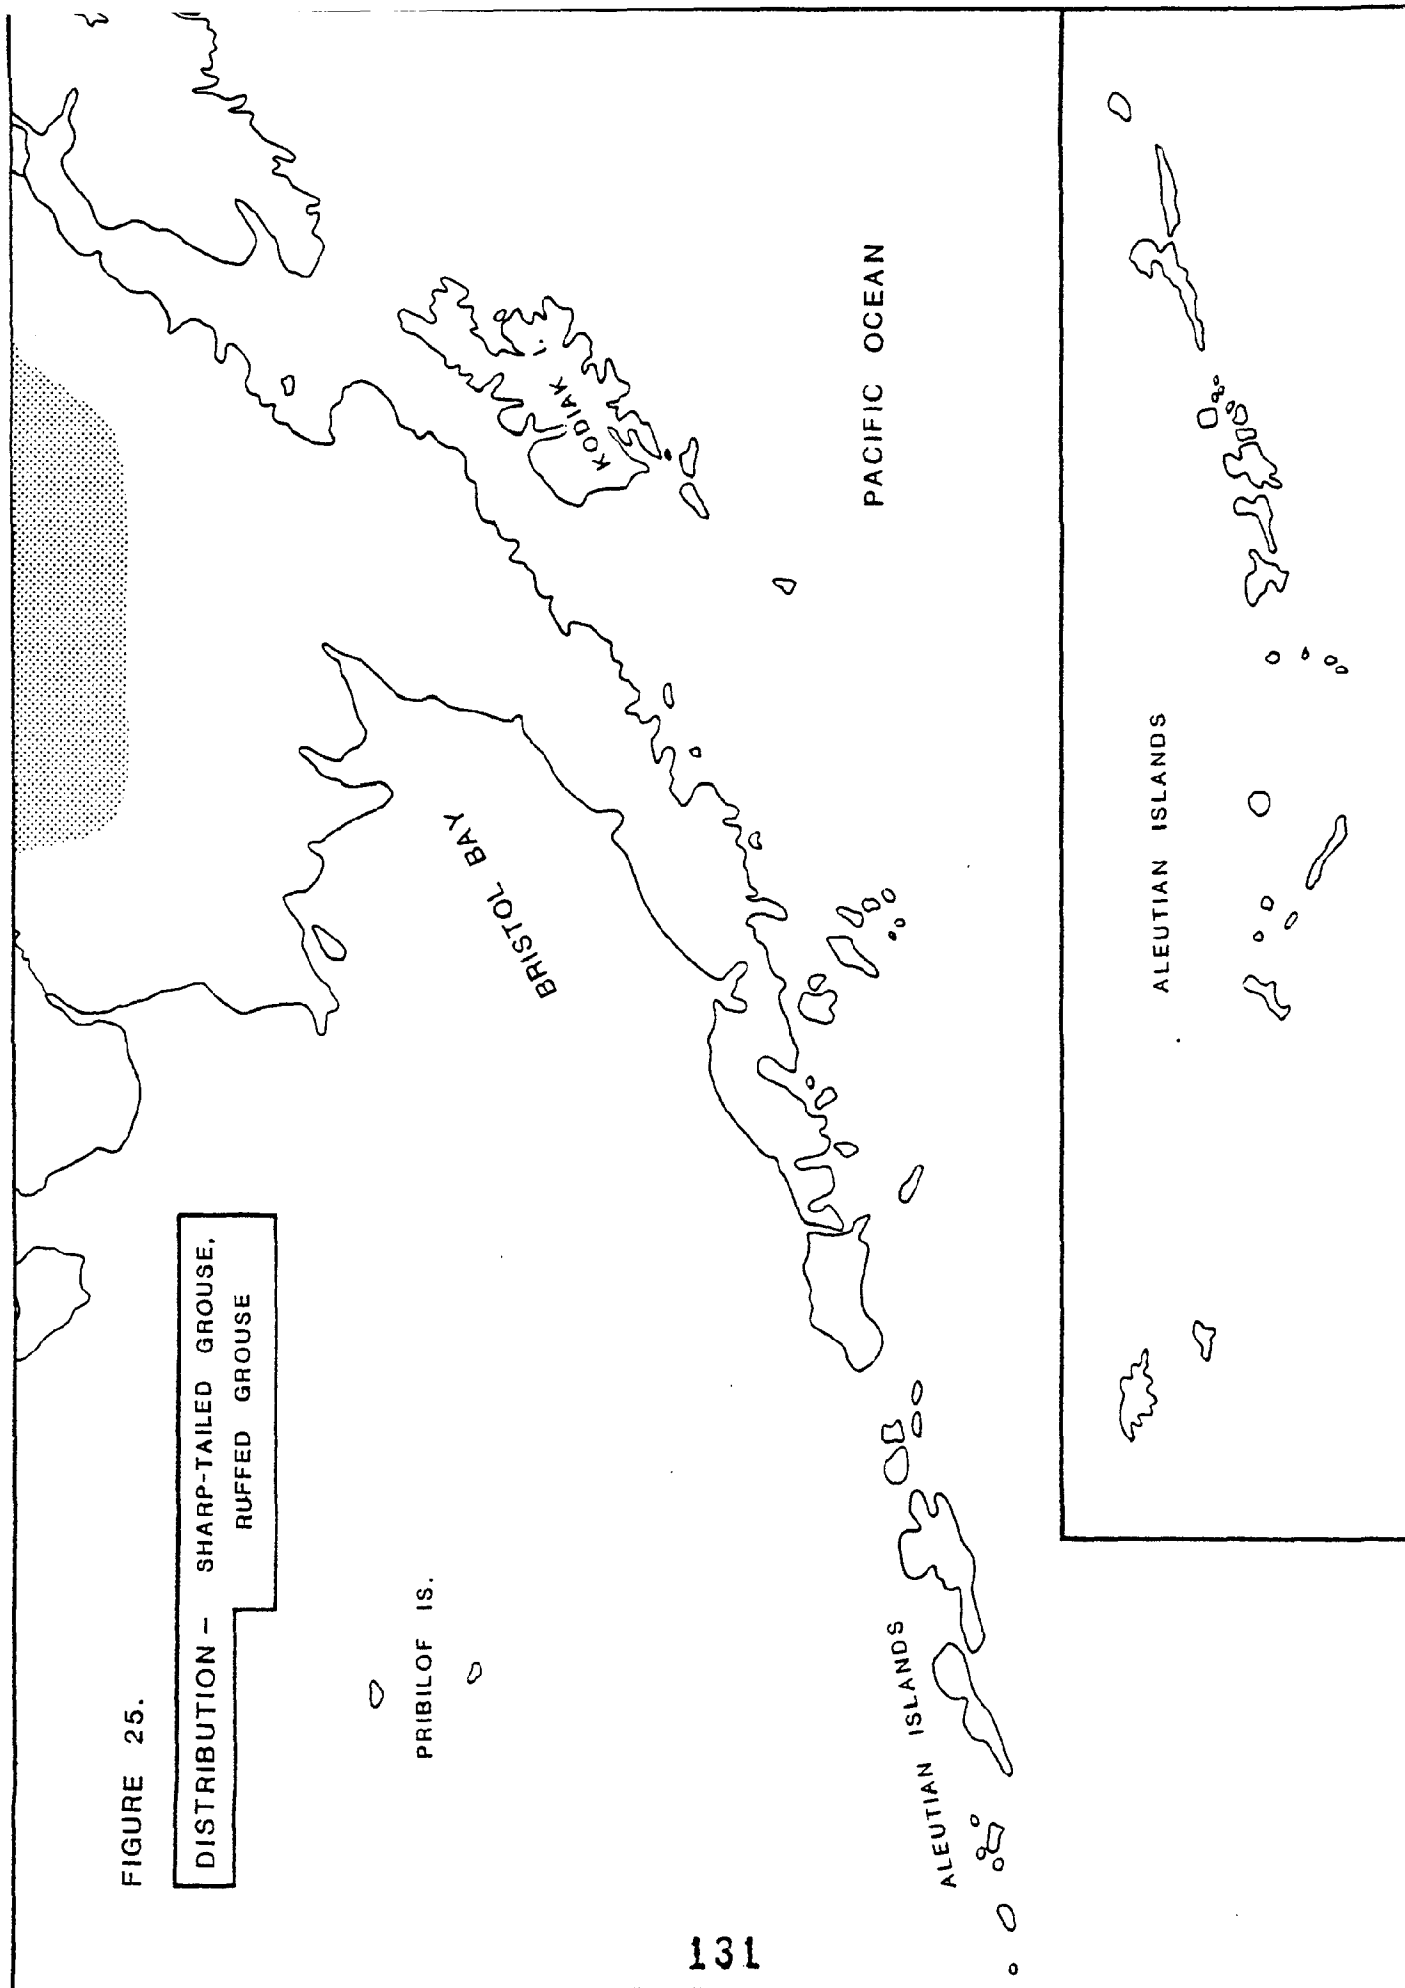 FIGURE 25.
DISTRIBUTION — SHARP-TAILED GROUSE,
RUFFED GROUSE
PRIBILOF IS.
BRISTOL BAY
KODIAK I.
PACIFIC OCEAN
ALEUTIAN ISLANDS
ALEUTIAN ISLANDS
131